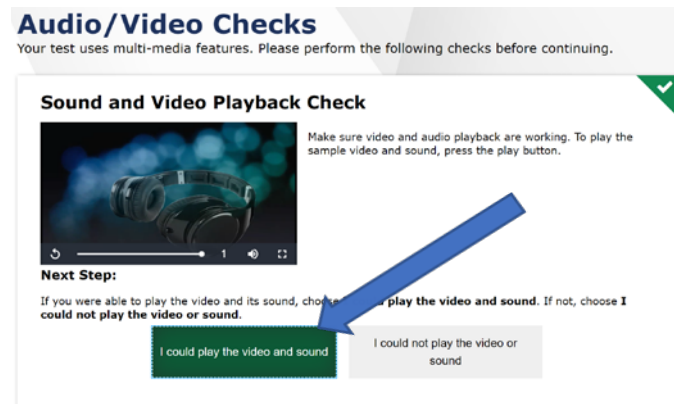 Audio/Video Checks
Your test uses multi-media features. Please perform the following checks before continuing.
Sound and Video Playback Check
Make sure video and audio playback are working. To play the
sample video and sound, press the play button.
1
Next Step:
If you were able to play the video and its sound, play the video and sound. If not, choose I
could not play the video or sound.
I could play the video and sound
I could not play the video or
sound